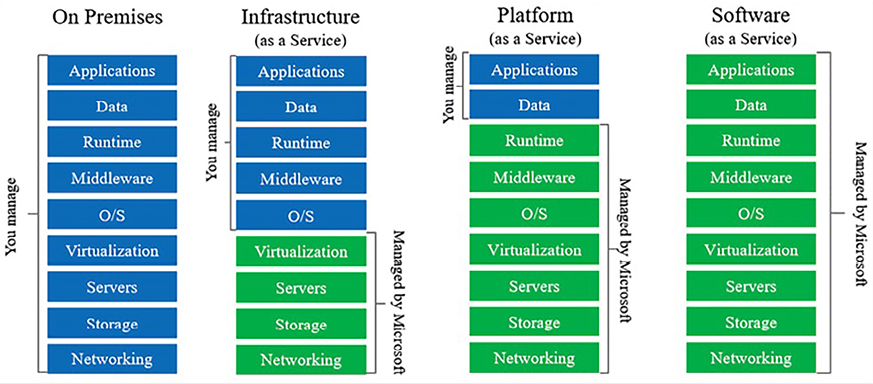 On Premises
Infrastructure
(as a Service)
Platform
(as a Service)
Software
(as a Service)
You manage
Applications
Data
Runtime
Middleware
O/S
Virtualization
Servers
Storage
Networking
You manage
Applications
Data
Runtime
Middleware
O/S
Virtualization
Servers
Storage
Networking
Managed by Microsoft
You manage
Applications
Data
Runtime
Middleware
O/S
Virtualization
Servers
Storage
Networking
Managed by Microsoft
Applications
Data
Runtime
Middleware
O/S
Virtualization
Servers
Storage
Networking
Managed by Microsoft